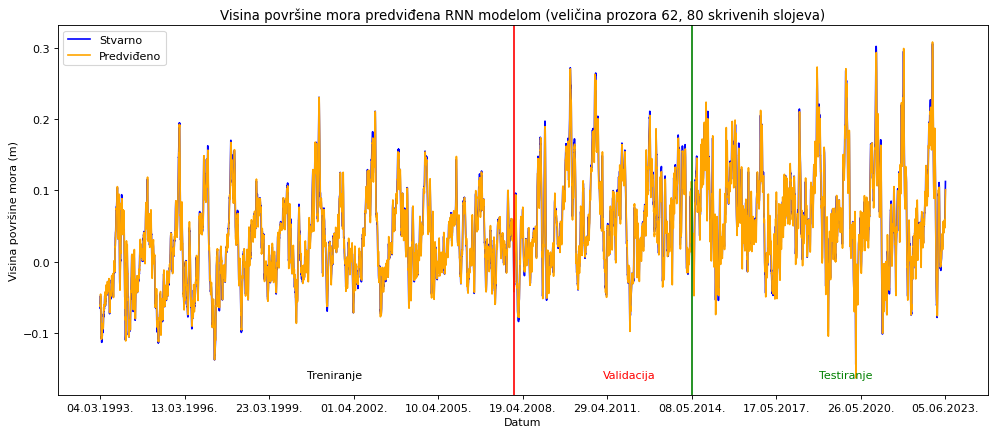 Visina površine mora predviđena RNN modelom (veličina prozora 62, 80 skrivenih slojeva)
Stvarno
Predviđeno
Visina površine mora (m)
0.3
0.2
0.1
0.0
−0.1
Treniranje
Validacija
Testiranje
04.03.1993. 13.03.1996. 23.03.1999. 01.04.2002. 10.04.2005. 19.04.2008. 29.04.2011. 08.05.2014. 17.05.2017. 26.05.2020. 05.06.2023.
Datum